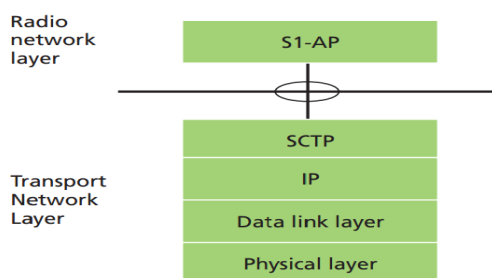 Radio
network
layer
S1-AP
SCTP
IP
Transport
Network
Layer
Data link layer
Physical layer